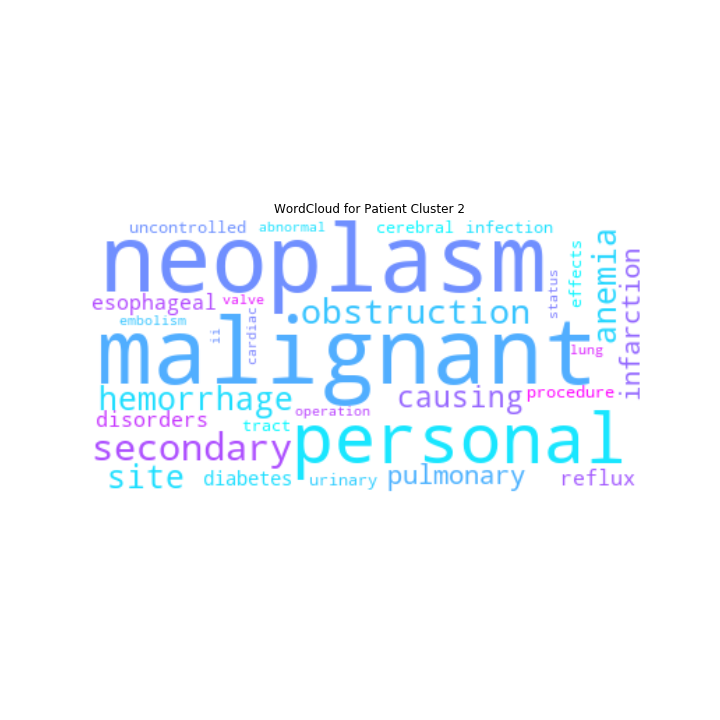 WordCloud for Patient Cluster 2
uncontrolled
abnormal
cerebral
infection
neoplasm
status
effects
anemia
infarction
esophageal
valve
embolism
ii
cardiac
obstruction
malignant
lung
hemorrhage
causing
procedure
disorders
operation
tract
secondary
personal
site
diabetes
urinary
pulmonary
reflux